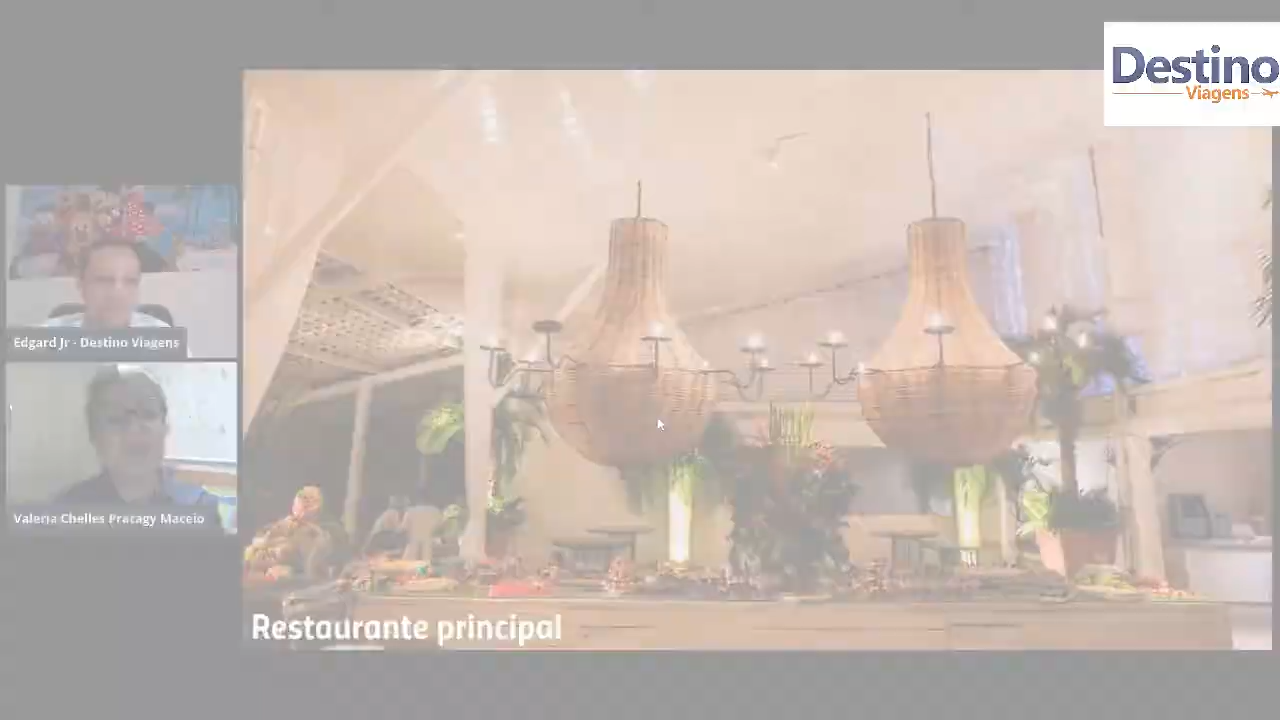 Destino
Viagens
Edgard Jr - Destino Viagens
Valeria Chelles Pracagy Maceio
Restaurante principal